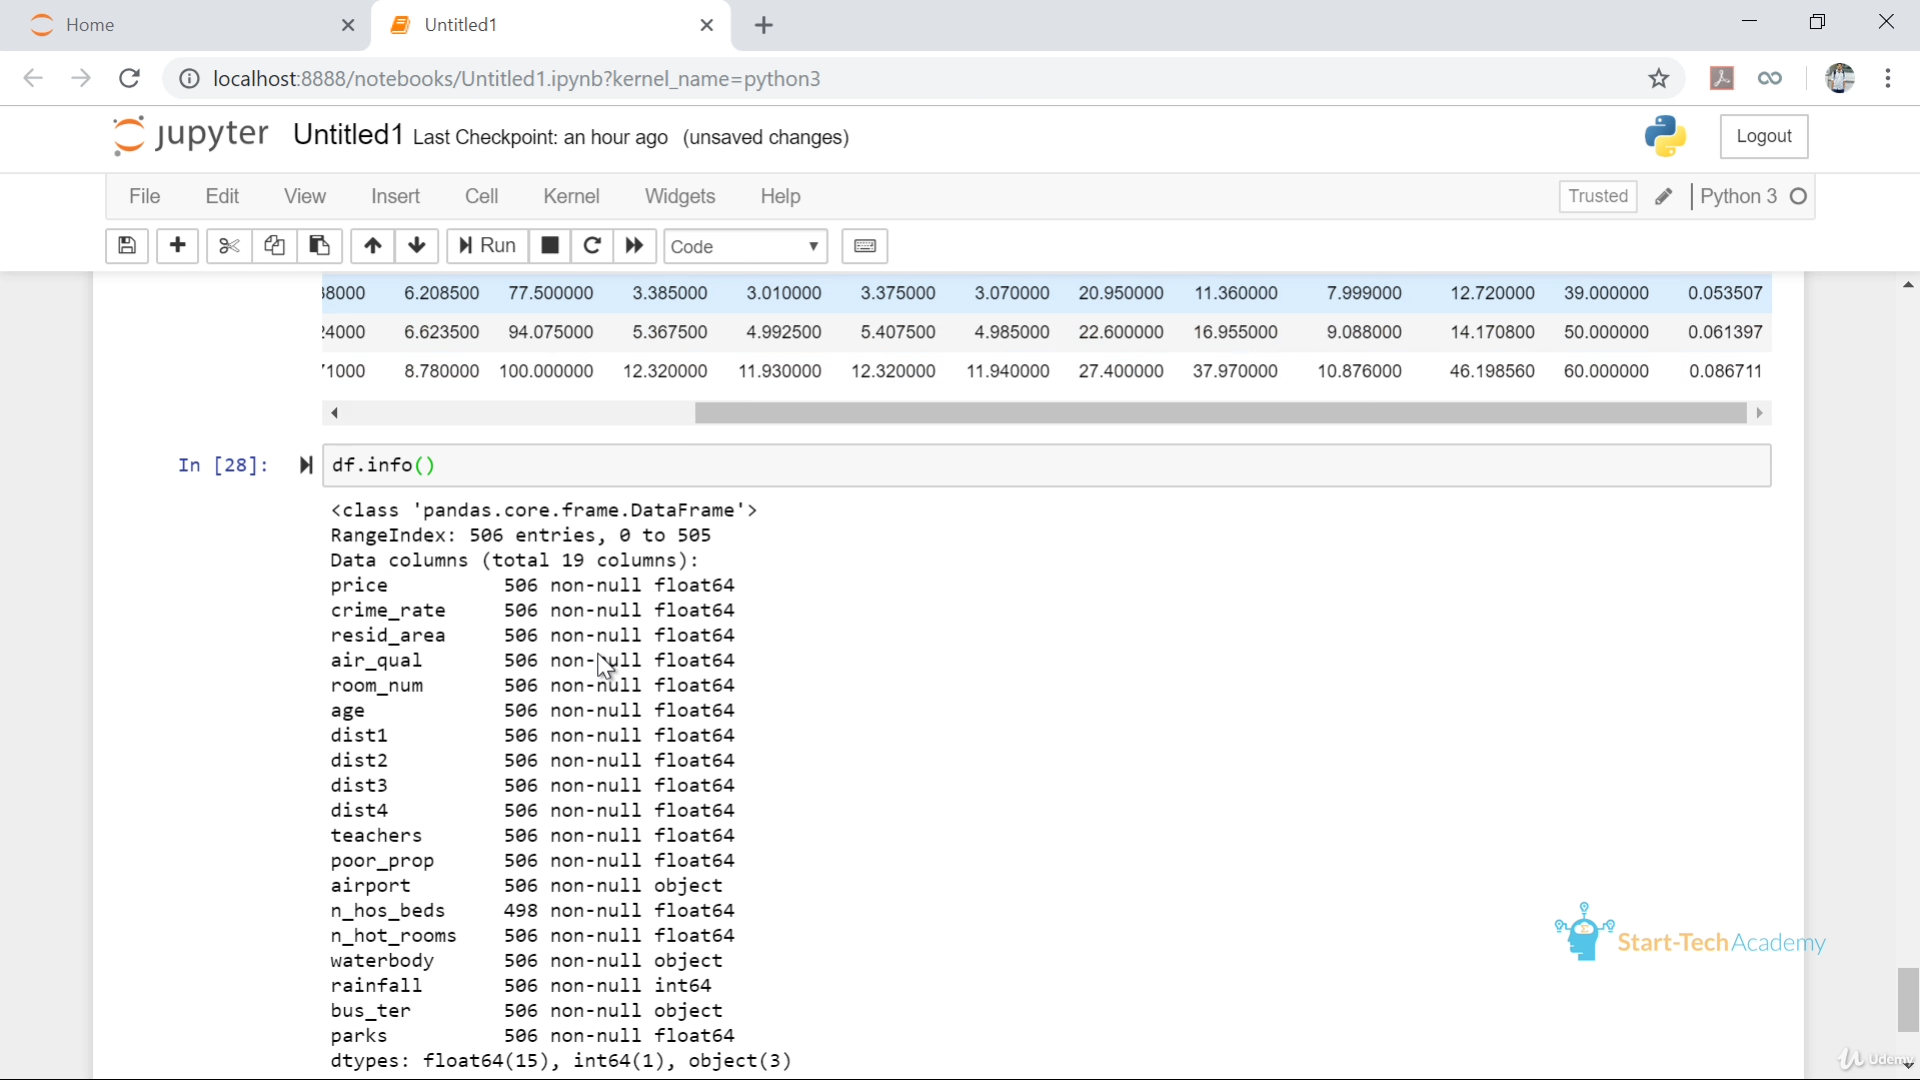 Home
Untitled1
localhost:8888/notebooks/Untitled1.ipynb?kernel_name=python3
jupyter Untitled1 Last Checkpoint: an hour ago (unsaved changes)
Logout
File Edit View Insert Cell Kernel Widgets Help
Trusted Python 3
Run Code
38000 6.208500 77.500000 3.385000 3.010000 3.375000 3.070000 20.950000 11.360000 7.999000 12.720000 39.000000 0.053507
24000 6.623500 94.075000 5.367500 4.992500 5.407500 4.985000 22.600000 16.955000 9.088000 14.170800 50.000000 0.061397
71000 8.780000 100.000000 12.320000 11.930000 12.320000 11.940000 27.400000 37.970000 10.876000 46.198560 60.000000 0.086711
In [28]: df.info()
<class 'pandas.core.frame.DataFrame'>
RangeIndex: 506 entries, 0 to 505
Data columns (total 19 columns):
price 506 non-null float64
crime_rate 506 non-null float64
resid_area 506 non-null float64
air_qual 506 non-null float64
room_num 506 non-null float64
age 506 non-null float64
dist1 506 non-null float64
dist2 506 non-null float64
dist3 506 non-null float64
dist4 506 non-null float64
teachers 506 non-null float64
poor_prop 506 non-null float64
airport 506 non-null object
n_hos_beds 498 non-null float64
n_hot_rooms 506 non-null float64
waterbody 506 non-null object
rainfall 506 non-null int64
bus_ter 506 non-null object
parks 506 non-null float64
dtypes: float64(15), int64(1), object(3)
Start-TechAcademy
Udemy